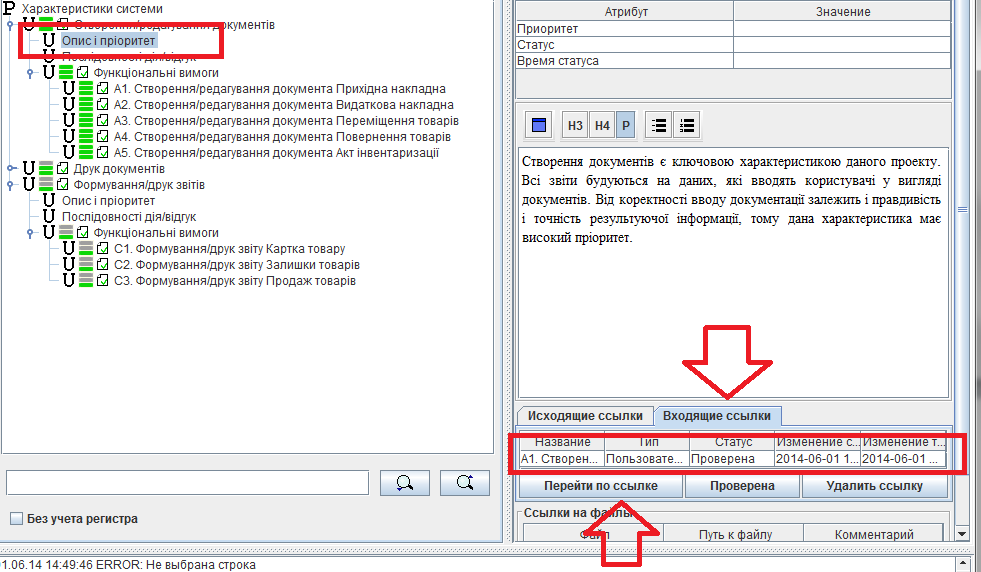 Характеристики системи
Створення/редагування документів
Опис і пріоритет
Послідовності дія/відгук
Функціональні вимоги
A1. Створення/редагування документа Прихідна накладна
A2. Створення/редагування документа Видаткова накладна
A3. Створення/редагування документа Переміщення товарів
A4. Створення/редагування документа Повернення товарів
A5. Створення/редагування документа Акт інвентаризації
Друк документів
Формування/друк звітів
Опис і пріоритет
Послідовності дія/відгук
Функціональні вимоги
C1. Формування/друк звіту Картка товару
C2. Формування/друк звіту Залишки товарів
C3. Формування/друк звіту Продаж товарів
Без учета регистра
Атрибут Значение
Приоритет
Статус
Время статуса
H3 H4 P
Створення документів є ключовою характеристикою даного проекту.
Всі звіти будуються на даних, які вводять користувачі у вигляді
документів. Від коректності вводу документації залежить і правдивість
і точність результуючої інформації, тому дана характеристика має
високий пріоритет.
Исходящие ссылки Входящие ссылки
Название Тип Статус Изменение с... Изменение т...
A1. Створен... Пользовате... Проверена 2014-06-01 1... 2014-06-01 ...
Перейти по ссылке Проверена Удалить ссылку
Ссылки на файлы
Файл Путь к файлу Комментарий
01.06.14 14:49:46 ERROR: Не выбрана строка